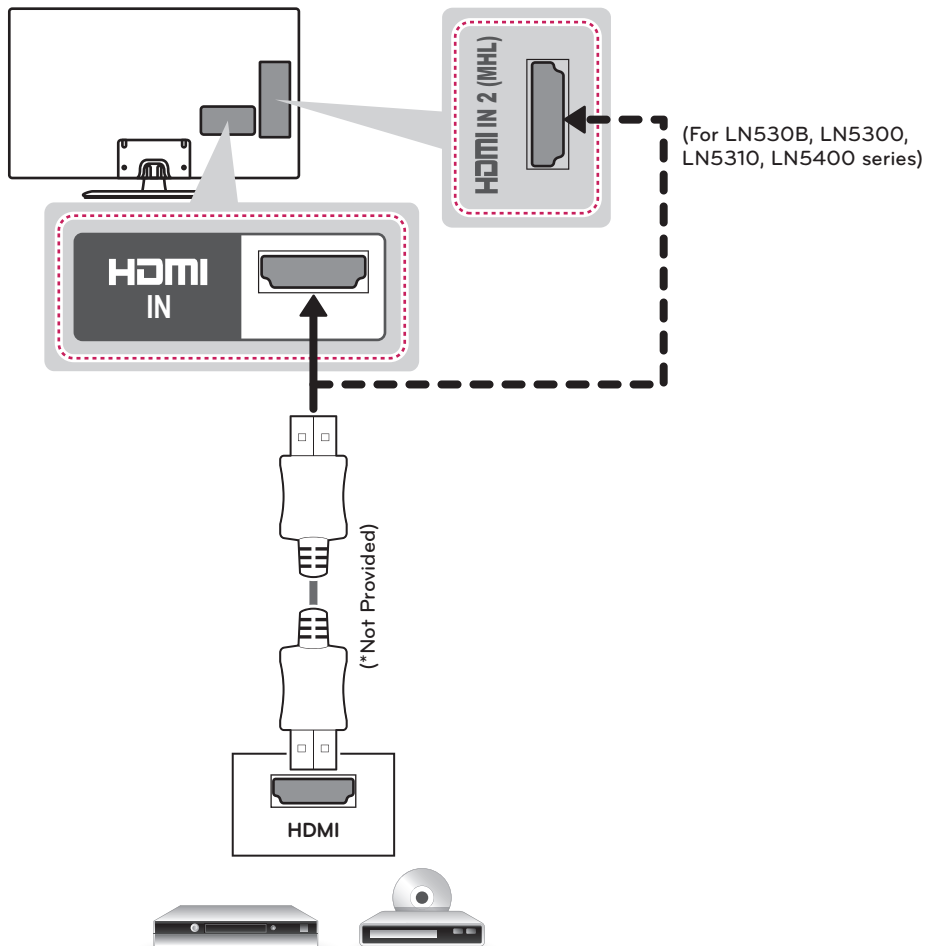 HDMI IN 2 (MHL)
(For LN530B, LN5300,
LN5310, LN5400 series)
HDMI
IN
(*Not Provided)
HDMI